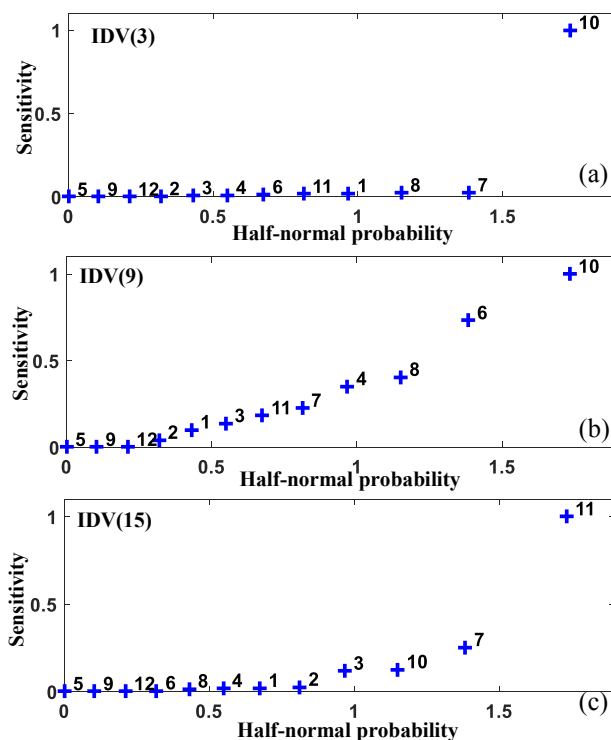 IDV(3)
10
1
Sensitivity
0.5
5 9 12 2 3 4 6 11 1 8 7
0
(a)
0 0.5 1 1.5
Half-normal probability
IDV(9)
10
1
6
Sensitivity
0.5
8
4
7
11
3
1
2
5 9 12
0
(b)
0 0.5 1 1.5
Half-normal probability
IDV(15)
11
1
Sensitivity
0.5
7
3 10
5 9 12 6 8 4 1 2
0
(c)
0 0.5 1 1.5
Half-normal probability